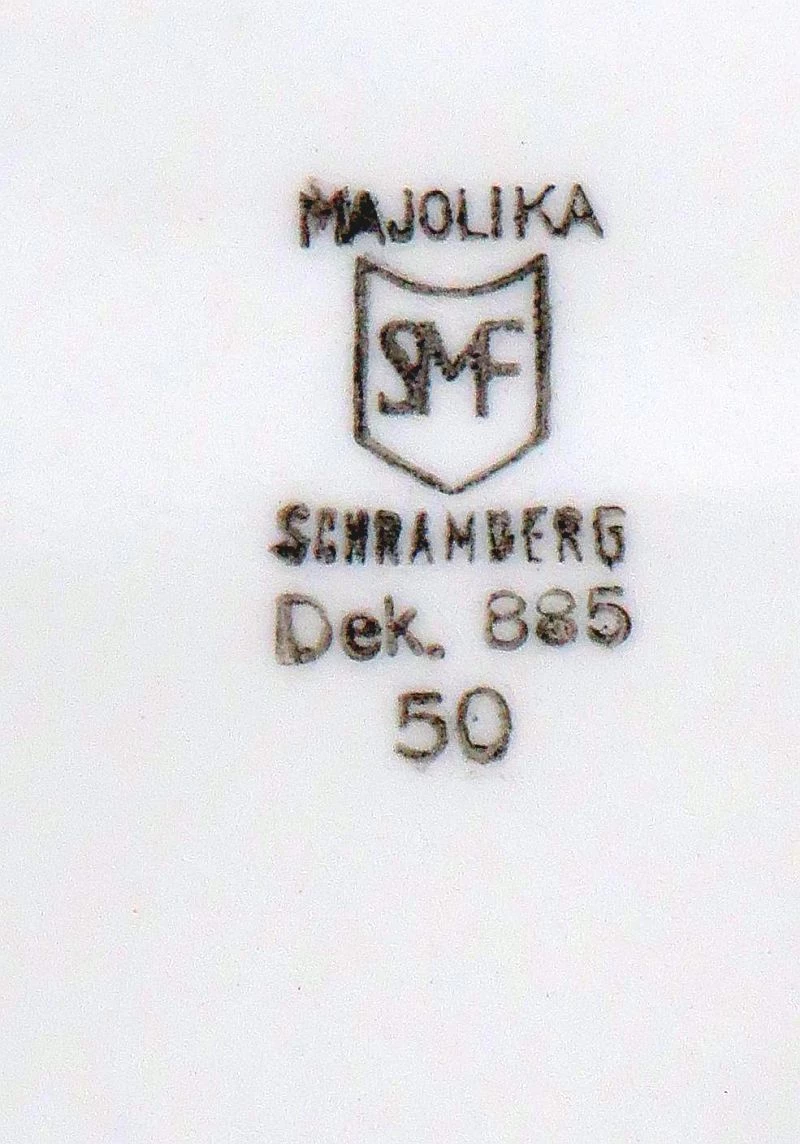 MAJOLIKA
SMF
SCHRAMBERG
Dek. 885
50